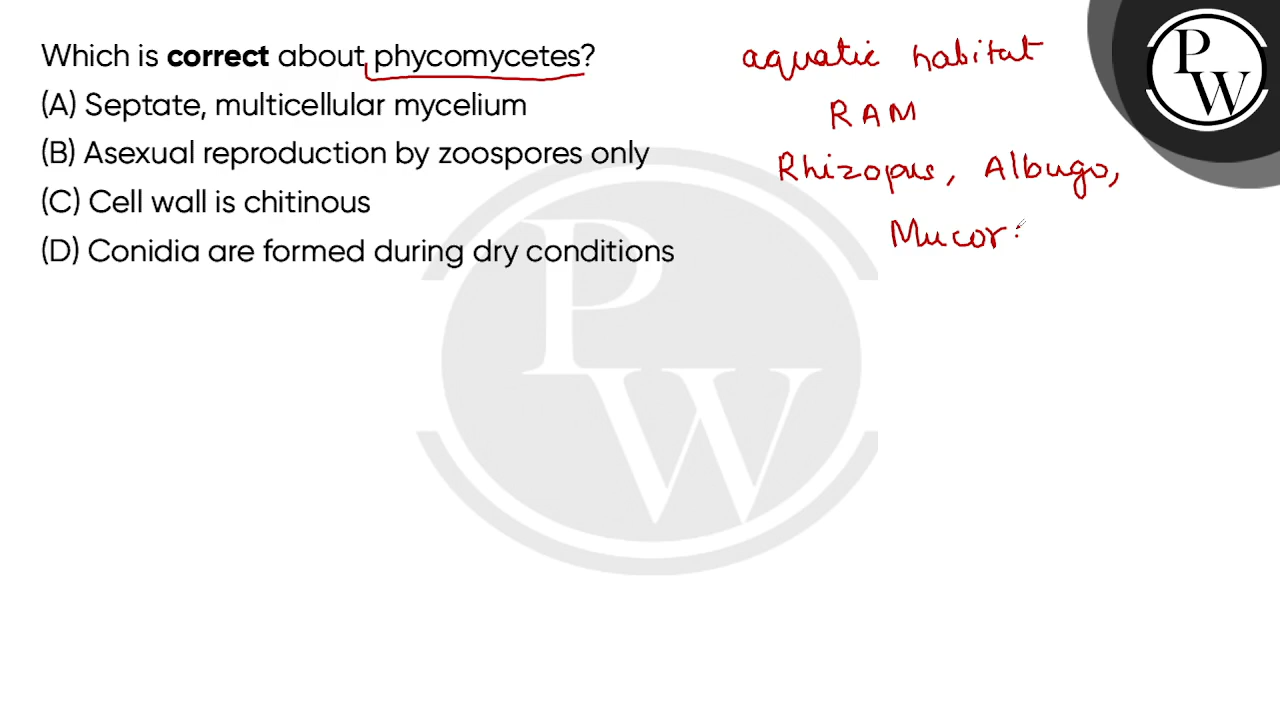 Which is correct about phycomycetes?
(A) Septate, multicellular mycelium
(B) Asexual reproduction by zoospores only
(C) Cell wall is chitinous
(D) Conidia are formed during dry conditions
aquatic habitat
RAM
Rhizopus, Albugo,
Mucor:
P
W
P
W